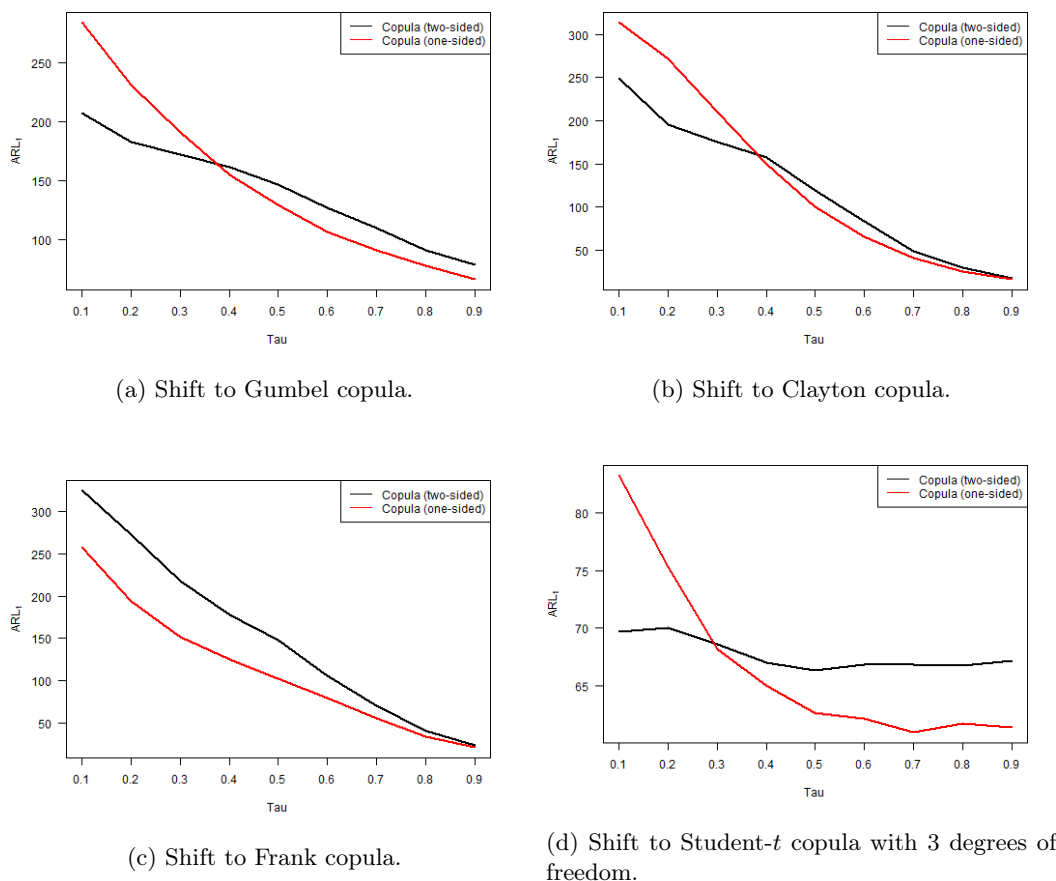 Copula (two-sided)
Copula (one-sided)
250
200
150
100
ARL₁
0.1 0.2 0.3 0.4 0.5 0.6 0.7 0.8 0.9
Tau
(a) Shift to Gumbel copula.
Copula (two-sided)
Copula (one-sided)
300
250
200
150
100
50
ARL₁
0.1 0.2 0.3 0.4 0.5 0.6 0.7 0.8 0.9
Tau
(b) Shift to Clayton copula.
Copula (two-sided)
Copula (one-sided)
300
250
200
150
100
50
ARL₁
0.1 0.2 0.3 0.4 0.5 0.6 0.7 0.8 0.9
Tau
(c) Shift to Frank copula.
Copula (two-sided)
Copula (one-sided)
80
75
70
65
ARL₁
0.1 0.2 0.3 0.4 0.5 0.6 0.7 0.8 0.9
Tau
(d) Shift to Student-t copula with 3 degrees of
freedom.